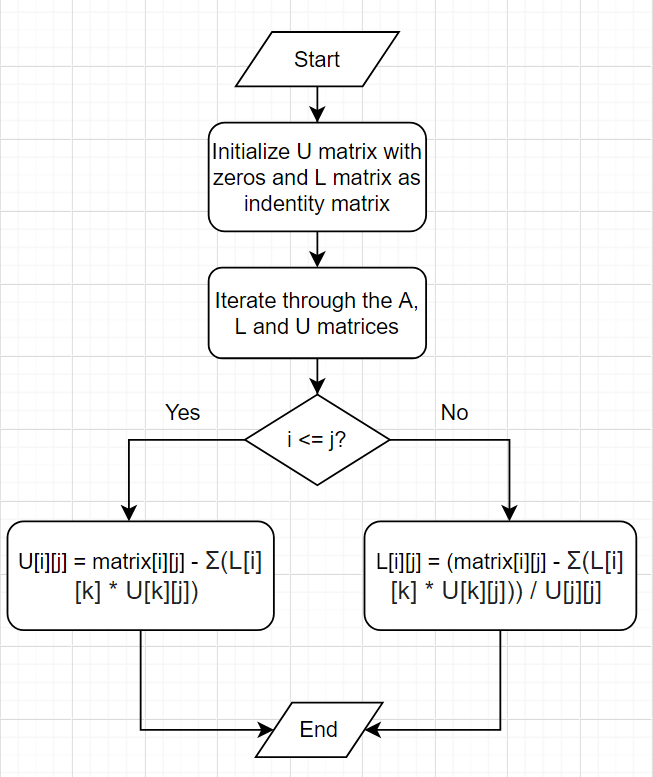 Start
Initialize U matrix with
zeros and L matrix as
indentity matrix
Iterate through the A,
L and U matrices
Yes
i <= j?
No
U[i][j] = matrix[i][j] - Σ(L[i]
[k] * U[k][j])
L[i][j] = (matrix[i][j] - Σ(L[i]
[k] * U[k][j])) / U[j][j]
End